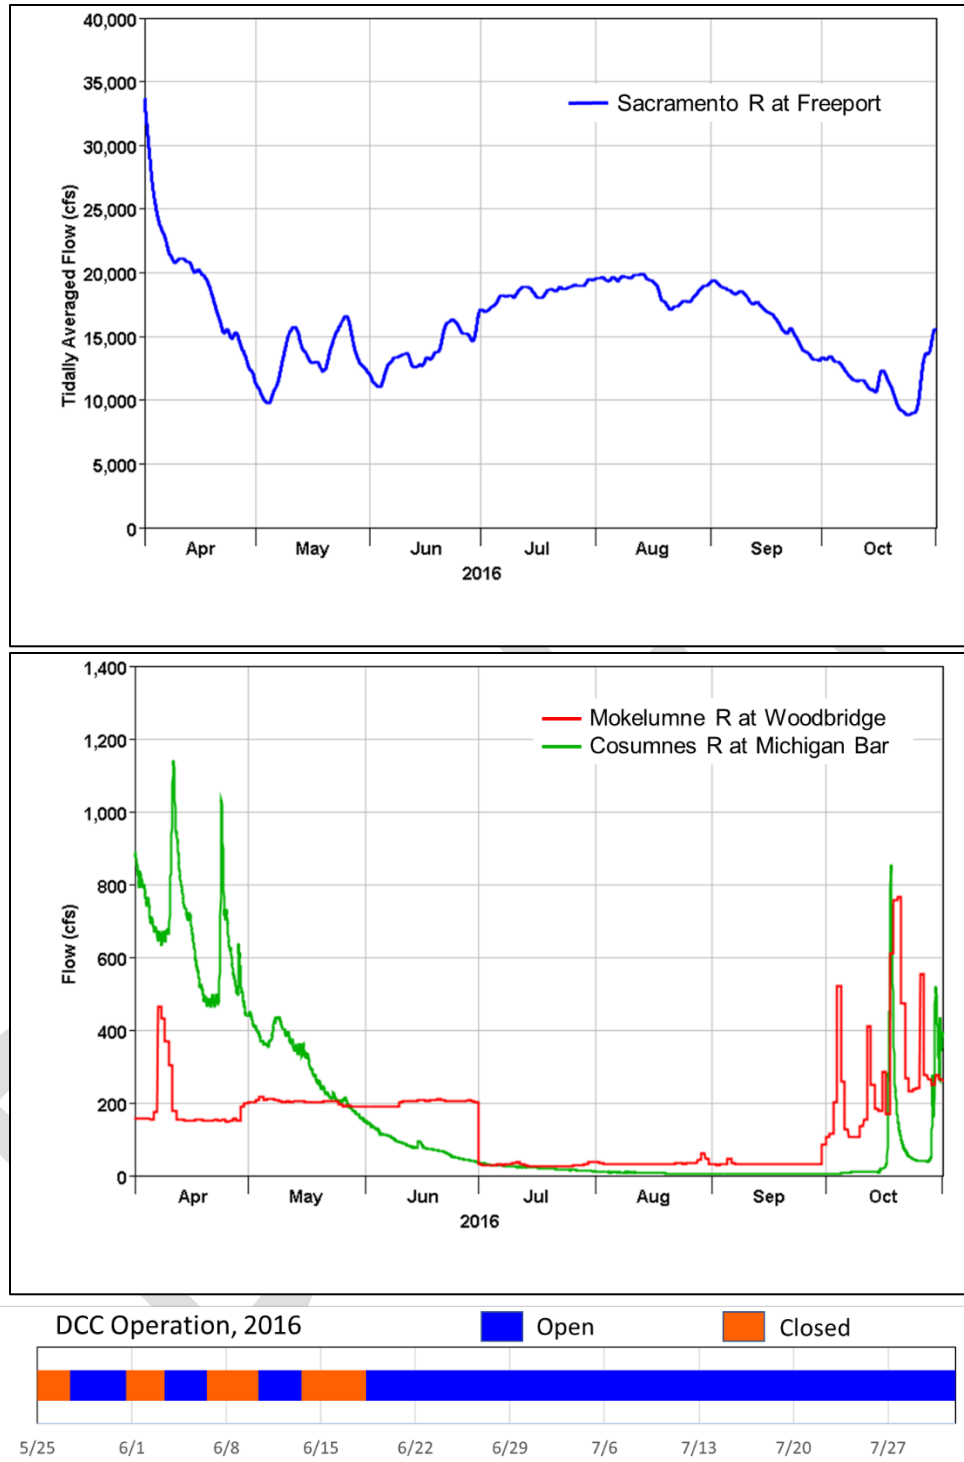 40,000
35,000
30,000
25,000
20,000
15,000
10,000
5,000
0
Tidally Averaged Flow (cfs)
Sacramento R at Freeport
Apr May Jun Jul Aug Sep Oct
2016
1,400
1,200
1,000
800
600
400
200
0
Flow (cfs)
Mokelumne R at Woodbridge
Cosumnes R at Michigan Bar
Apr May Jun Jul Aug Sep Oct
2016
DCC Operation, 2016 Open Closed
5/25 6/1 6/8 6/15 6/22 6/29 7/6 7/13 7/20 7/27